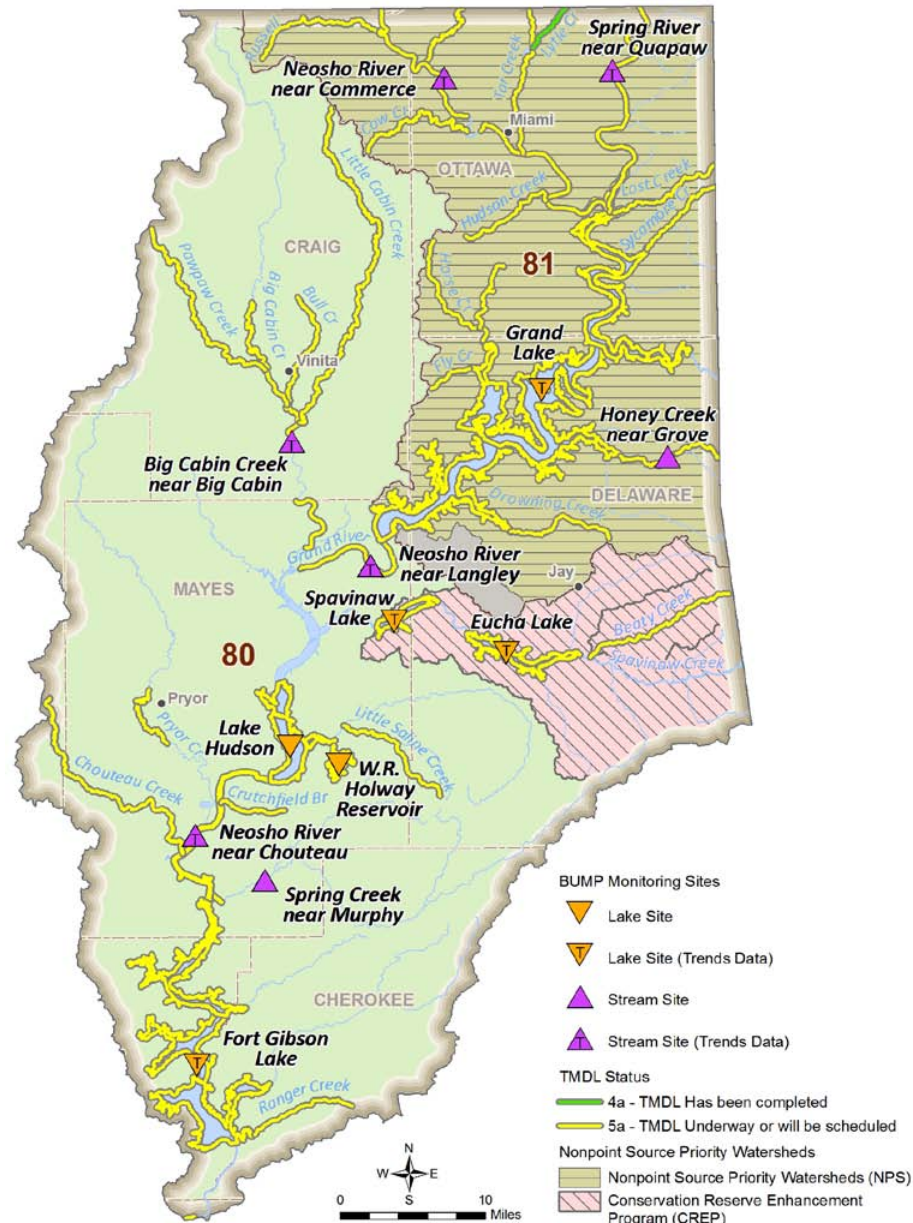 Spring River
near Quapaw
Russell
Neosho River
near Commerce
Tar Creek
Lytle Cr
Cow Cr
Miami
OTTAWA
Little Cabin Creek
Hudson Creek
Lost Creek
Sycamore Cr
CRAIG
Pawpaw Creek
Big Cabin Cr
Bull Cr
Horse Cr
81
Grand
Lake
Vinita
Fly Cr
Honey Creek
near Grove
Big Cabin Creek
near Big Cabin
DELAWARE
Drowning Creek
Grand River
Neosho River
near Langley
Jay
MAYES
Spavinaw
Lake
Eucha Lake
Beaty Creek
Spavinaw Creek
80
Pryor
Pryor Cr
Lake
Hudson
Little Saline Creek
W.R.
Holway
Reservoir
Chouteau Creek
Crutchfield Br
Neosho River
near Chouteau
Spring Creek
near Murphy
CHEROKEE
Fort Gibson
Lake
Ranger Creek
BUMP Monitoring Sites
Lake Site
T Lake Site (Trends Data)
Stream Site
T Stream Site (Trends Data)
TMDL Status
4a - TMDL Has been completed
5a - TMDL Underway or will be scheduled
Nonpoint Source Priority Watersheds
Nonpoint Source Priority Watersheds (NPS)
Conservation Reserve Enhancement
Program (CREP)
N
W E
S
0 10
Miles